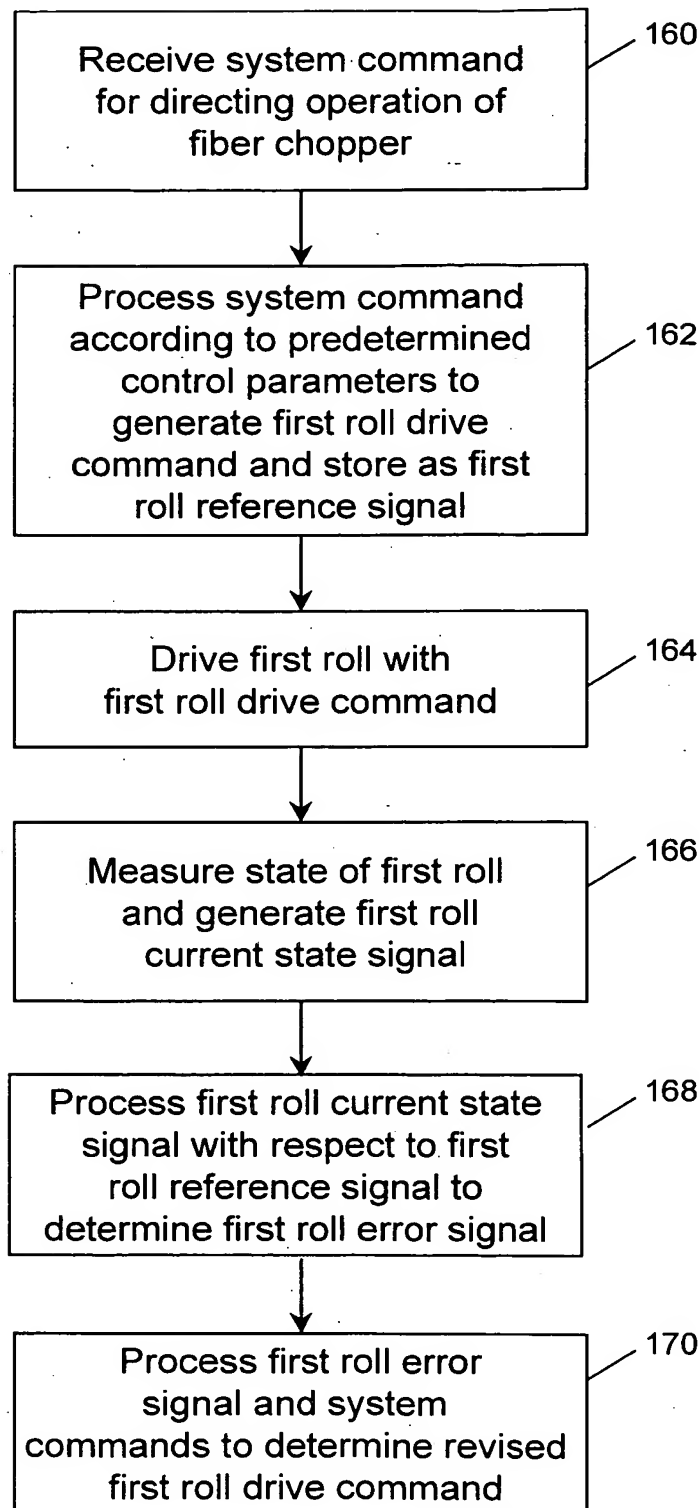 Receive system command
for directing operation of
fiber chopper
160
Process system command
according to predetermined
control parameters to
generate first roll drive
command and store as first
roll reference signal
162
Drive first roll with
first roll drive command
164
Measure state of first roll
and generate first roll
current state signal
166
Process first roll current state
signal with respect to first
roll reference signal to
determine first roll error signal
168
Process first roll error
signal and system
commands to determine revised
first roll drive command
170